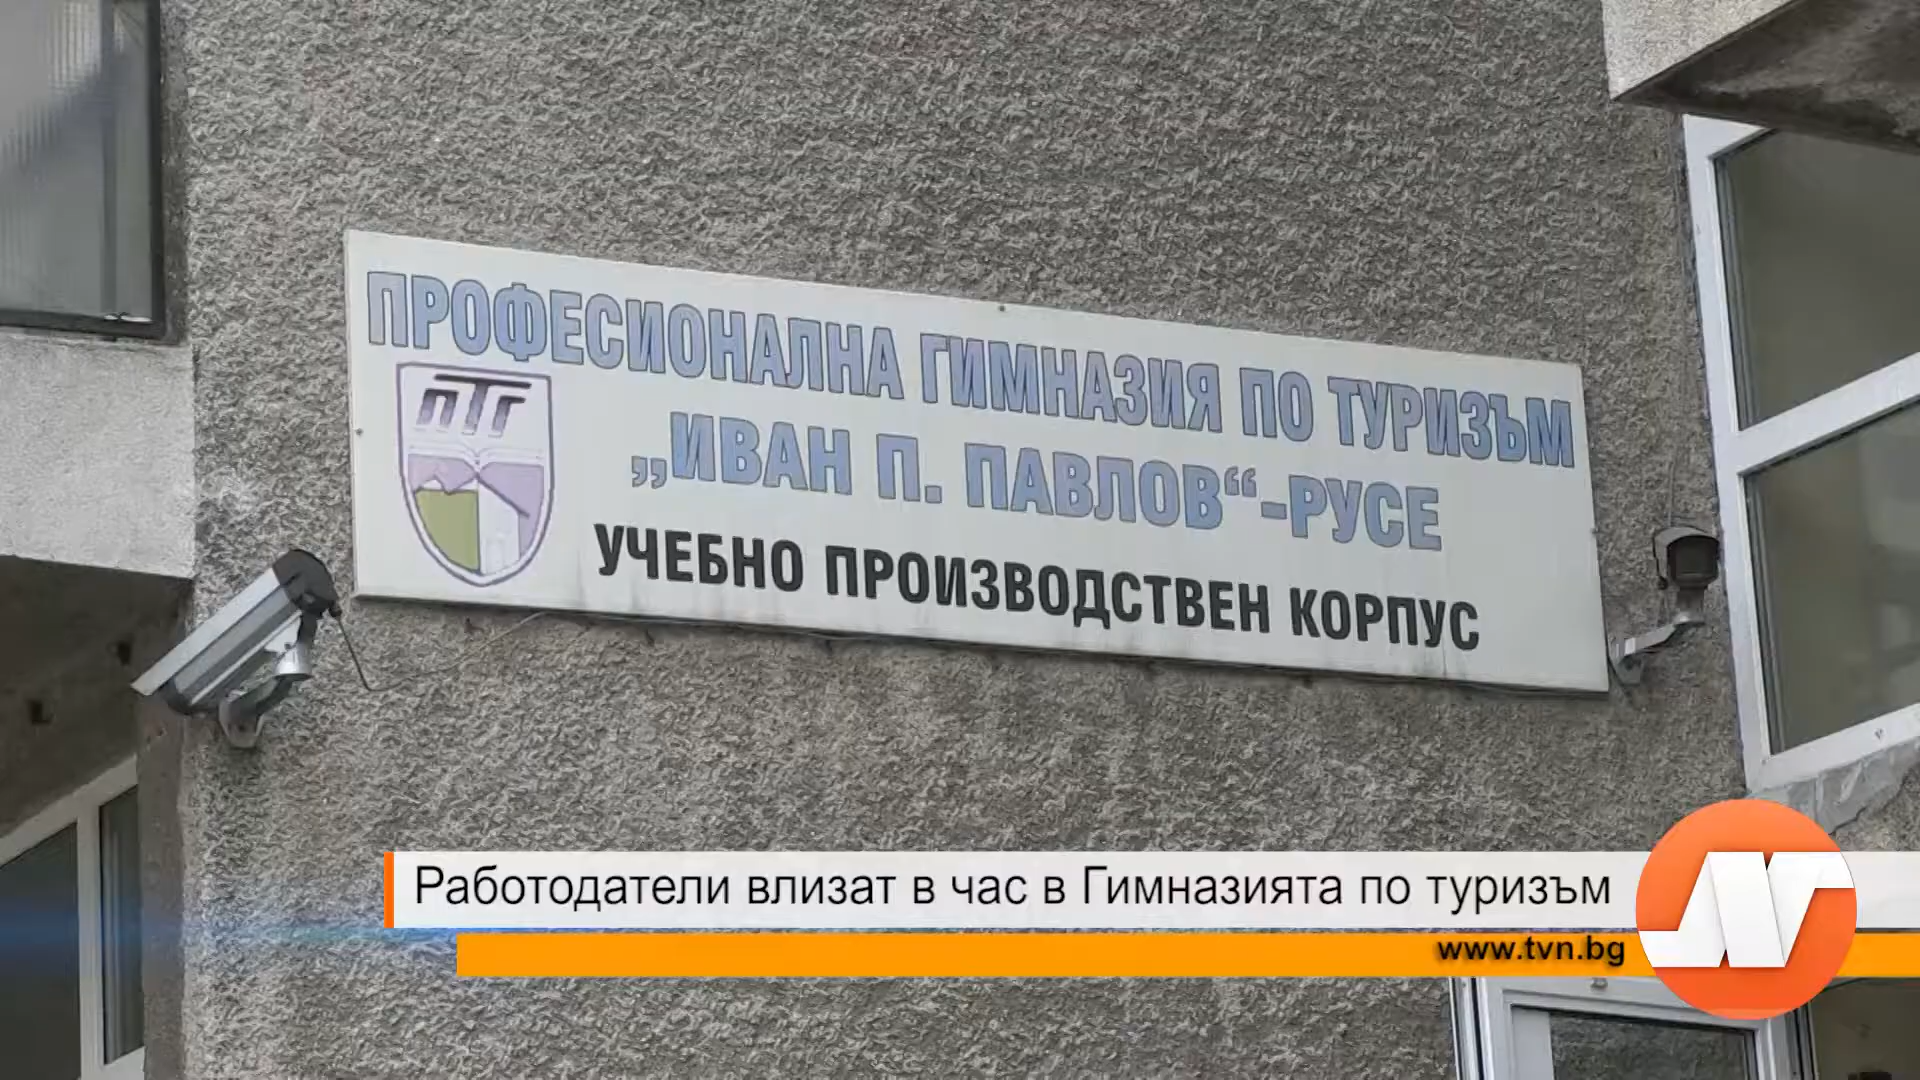 ПРОФЕСИОНАЛНА ГИМНАЗИЯ ПО ТУРИЗЪМ
ПТГ
„ИВАН П. ПАВЛОВ“-РУСЕ
УЧЕБНО ПРОИЗВОДСТВЕН КОРПУС
Работодатели влизат в час в Гимназията по туризъм
www.tvn.bg